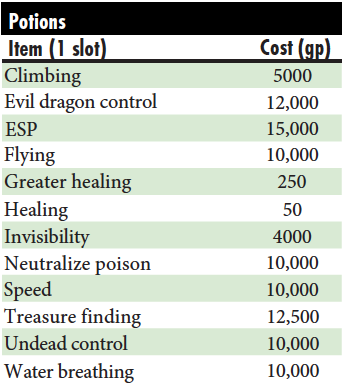 Potions
Item (1 slot) Cost (gp)
Climbing 5000
Evil dragon control 12,000
ESP 15,000
Flying 10,000
Greater healing 250
Healing 50
Invisibility 4000
Neutralize poison 10,000
Speed 10,000
Treasure finding 12,500
Undead control 10,000
Water breathing 10,000